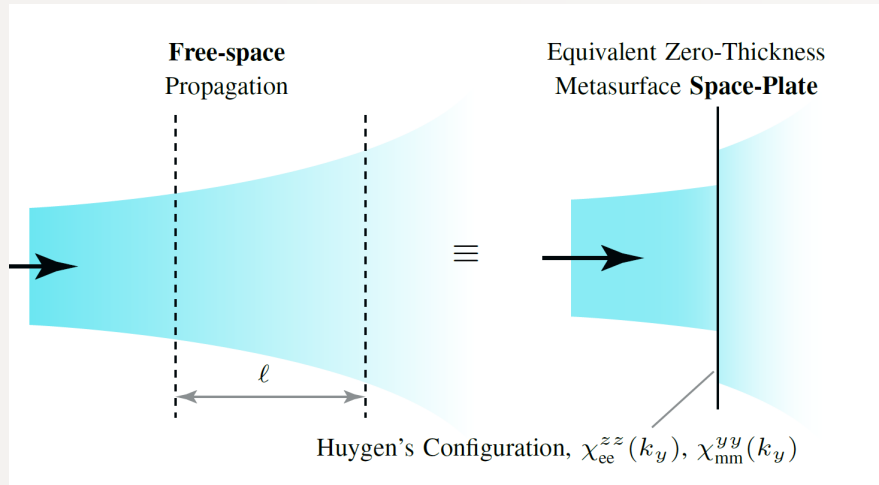 Free-space
Propagation
Equivalent Zero-Thickness
Metasurface Space-Plate
≡
ℓ
Huygen's Configuration, χ_ee^zz(k_y), χ_mm^yy(k_y)